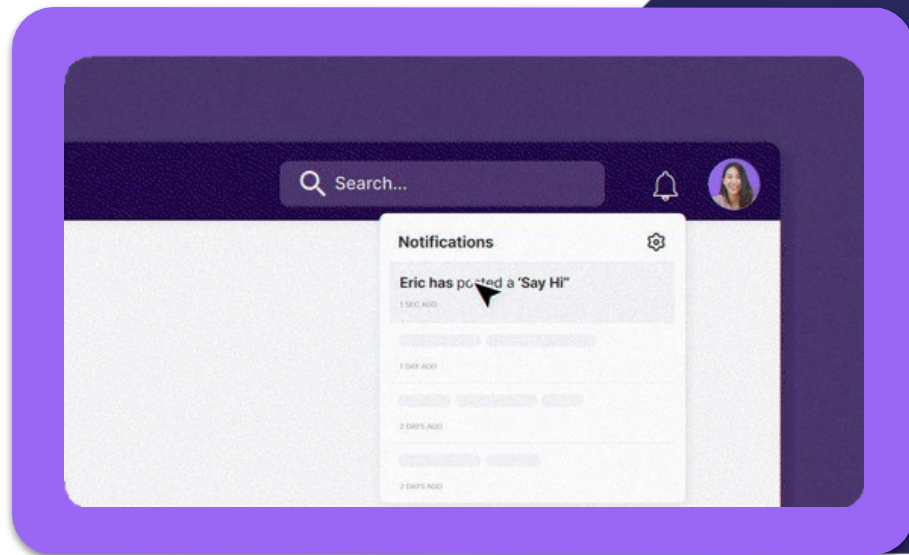 Search...
Notifications
Eric has posted a 'Say Hi"
1 SEC AGO
1 DAY AGO
2 DAYS AGO
2 DAYS AGO